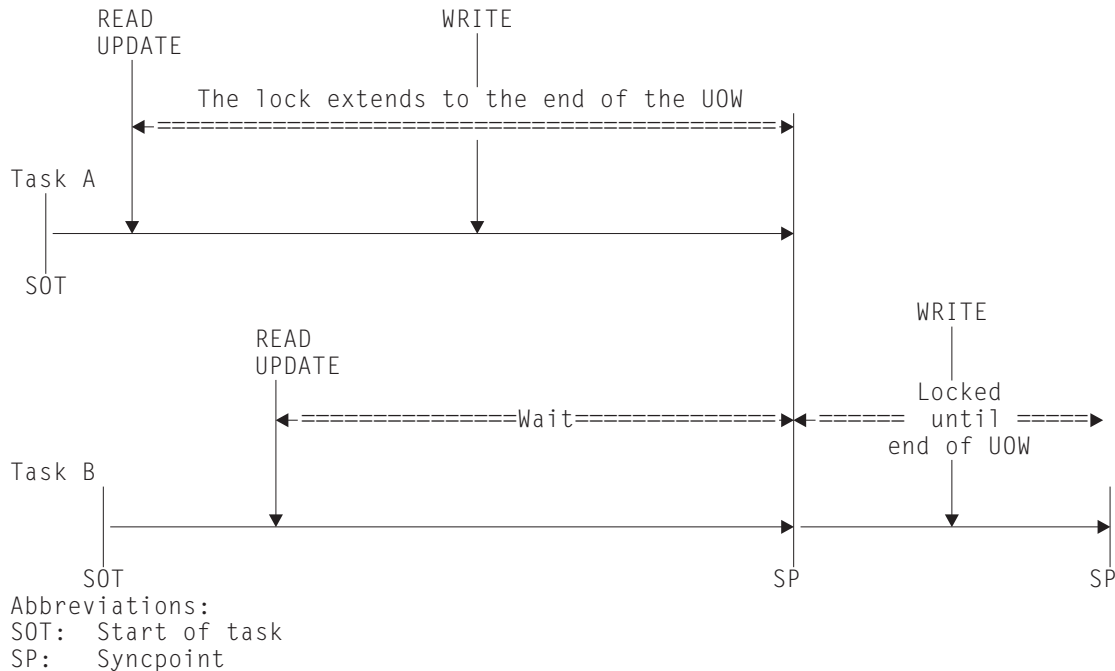 READ WRITE
UPDATE
The lock extends to the end of the UOW
Task A
SOT
WRITE
READ
UPDATE
Locked
Wait until
end of UOW
Task B
SOT SP SP
Abbreviations:
SOT: Start of task
SP: Syncpoint